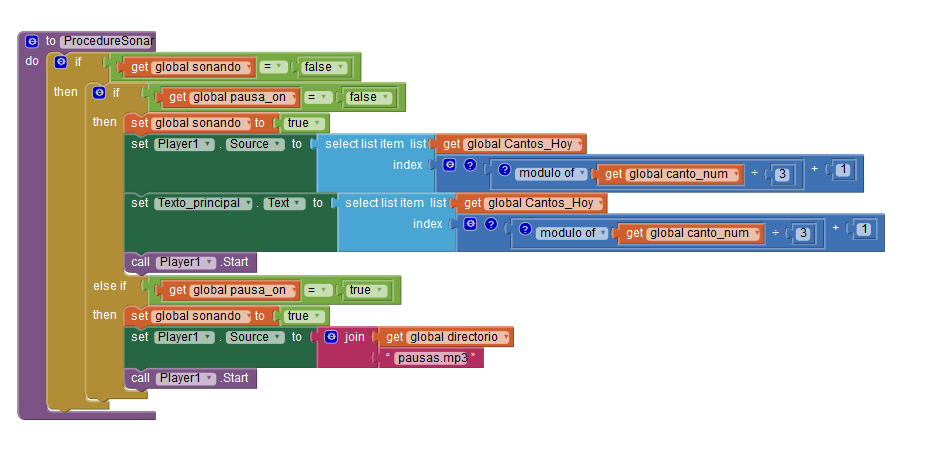 to ProcedureSonar
do if get global sonando = false
then if get global pausa_on = false
then set global sonando to true
set Player1 . Source to select list item list get global Cantos_Hoy
index modulo of get global canto_num ÷ 3 + 1
set Texto_principal . Text to select list item list get global Cantos_Hoy
index modulo of get global canto_num ÷ 3 + 1
call Player1 .Start
else if get global pausa_on = true
then set global sonando to true
set Player1 . Source to join get global directorio
" pausas.mp3 "
call Player1 .Start